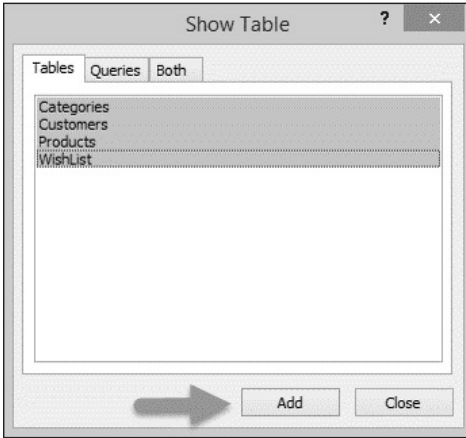 Show Table
?
×
Tables Queries Both
Categories
Customers
Products
WishList
Add Close